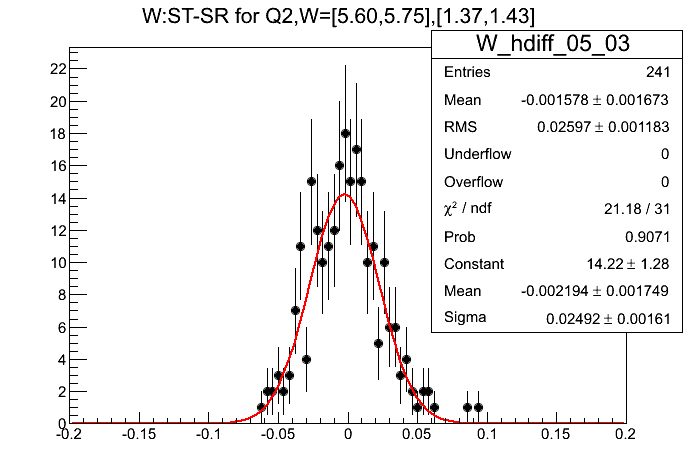 W:ST-SR for Q2,W=[5.60,5.75],[1.37,1.43]
W_hdiff_05_03
Entries 241
Mean -0.001578 ± 0.001673
RMS 0.02597 ± 0.001183
Underflow 0
Overflow 0
χ² / ndf 21.18 / 31
Prob 0.9071
Constant 14.22 ± 1.28
Mean -0.002194 ± 0.001749
Sigma 0.02492 ± 0.00161
22
20
18
16
14
12
10
8
6
4
2
0
-0.2 -0.15 -0.1 -0.05 0 0.05 0.1 0.15 0.2